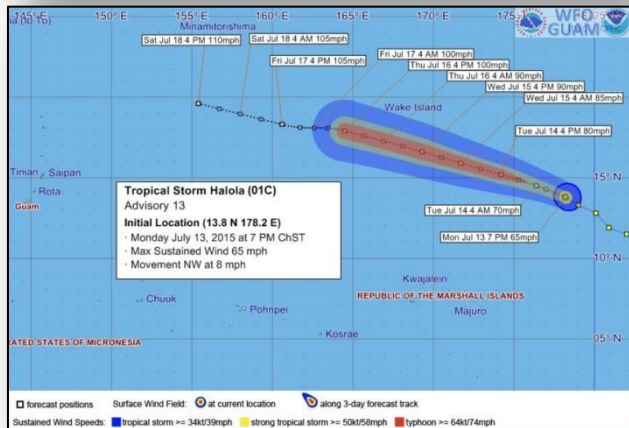 145° E
150° E
155° E
160° E
165° E
170° E
175° E
WFO
GUAM
Minamitorishima
Sat Jul 18 4 PM 110mph
Sat Jul 18 4 AM 105mph
Fri Jul 17 4 PM 105mph
Fri Jul 17 4 AM 100mph
Thu Jul 16 4 PM 100mph
Thu Jul 16 4 AM 90mph
Wed Jul 15 4 PM 90mph
Wed Jul 15 4 AM 85mph
Tue Jul 14 4 PM 80mph
Wake Island
Tinian
Saipan
Rota
Guam
15° N
Tropical Storm Halola (01C)
Advisory 13
Initial Location (13.8 N 178.2 E)
· Monday July 13, 2015 at 7 PM ChST
· Max Sustained Wind 65 mph
· Movement NW at 8 mph
Tue Jul 14 4 AM 70mph
Mon Jul 13 7 PM 65mph
10° N
Kwajalein
REPUBLIC OF THE MARSHALL ISLANDS
Majuro
Chuuk
Pohnpei
Kosrae
RATED STATES OF MICRONESIA
05° N
forecast positions
Surface Wind Field:
at current location
along 3-day forecast track
Sustained Wind Speeds:
tropical storm >= 34kt/39mph
strong tropical storm >= 50kt/58mph
typhoon >= 64kt/74mph